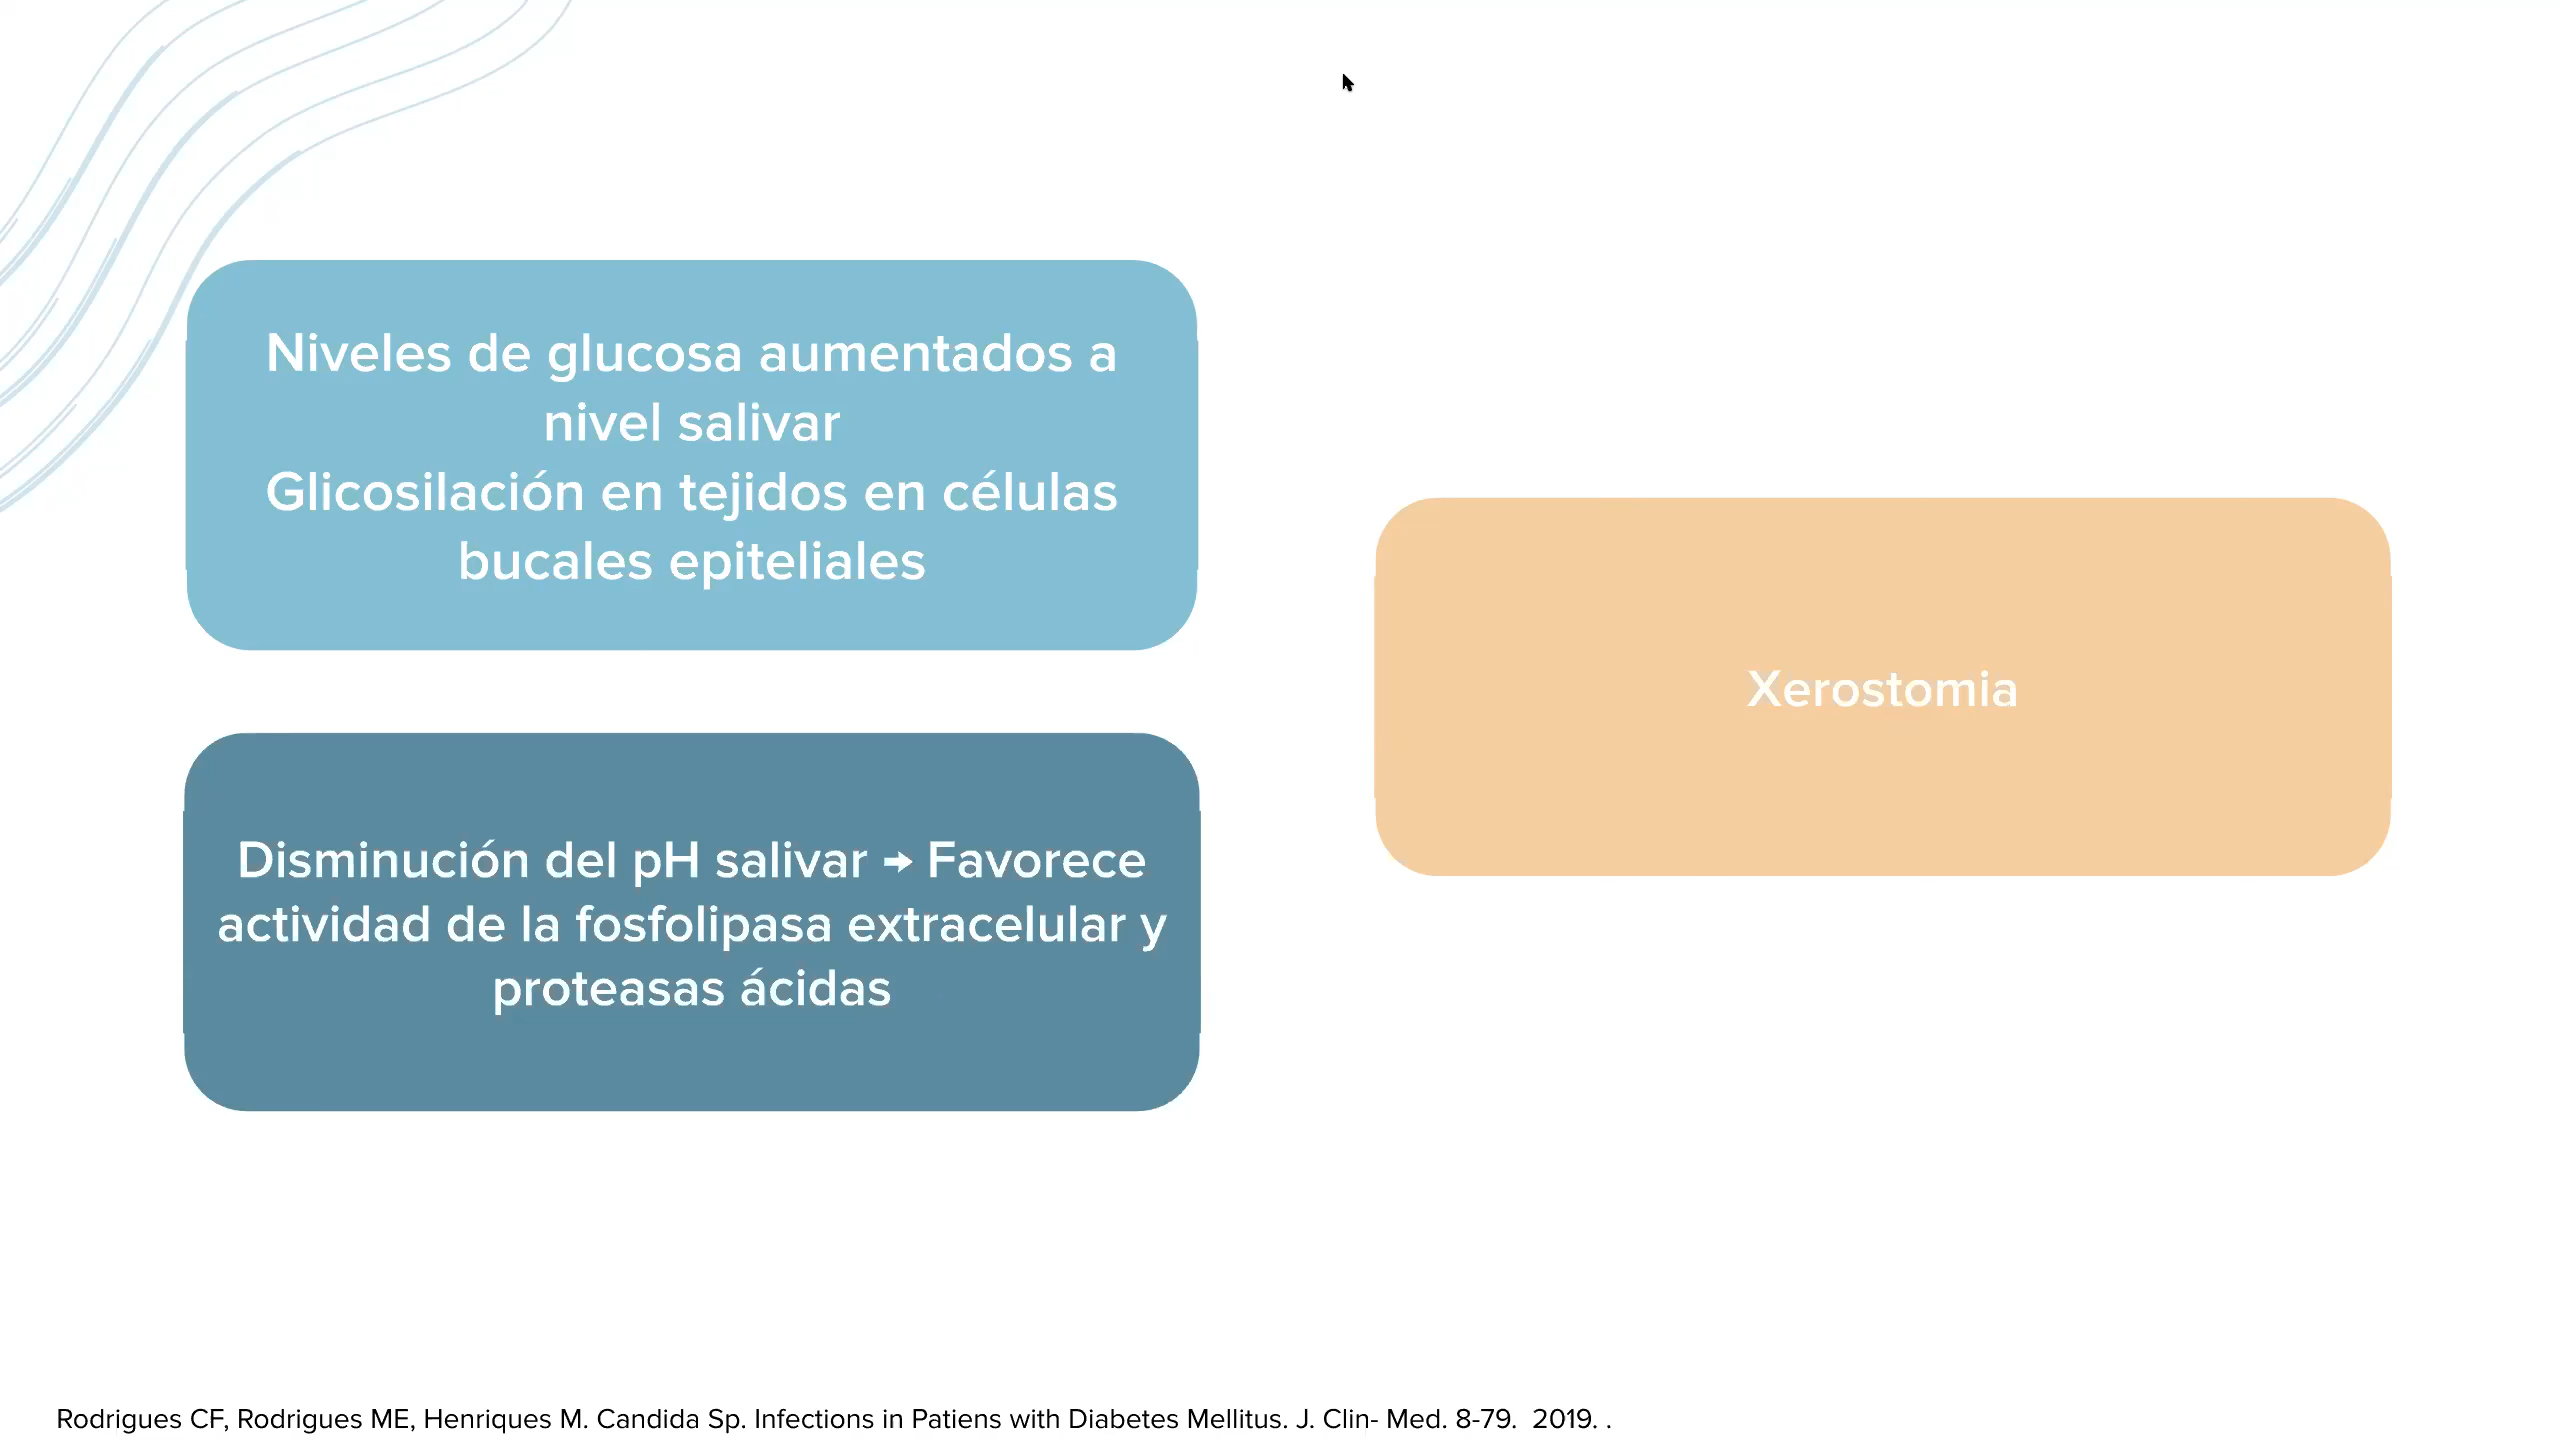 Niveles de glucosa aumentados a
nivel salivar
Glicosilación en tejidos en células
bucales epiteliales
Disminución del pH salivar → Favorece
actividad de la fosfolipasa extracelular y
proteasas ácidas
Xerostomia
Rodrigues CF, Rodrigues ME, Henriques M. Candida Sp. Infections in Patiens with Diabetes Mellitus. J. Clin- Med. 8-79.  2019. .